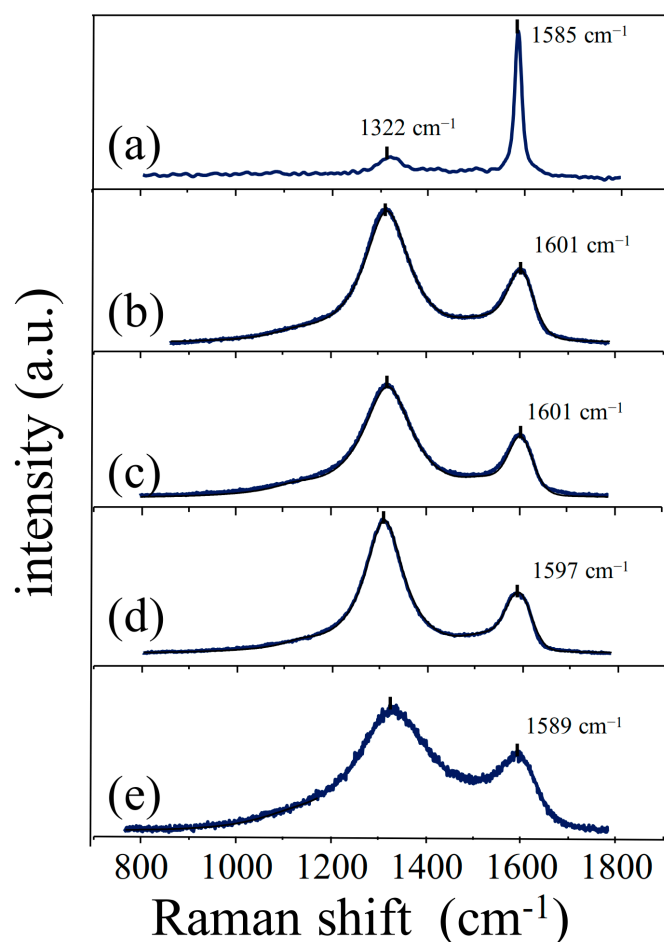 1585 cm⁻¹
1322 cm⁻¹
(a)
1601 cm⁻¹
(b)
1601 cm⁻¹
(c)
1597 cm⁻¹
(d)
1589 cm⁻¹
(e)
intensity (a.u.)
800 1000 1200 1400 1600 1800
Raman shift (cm⁻¹)